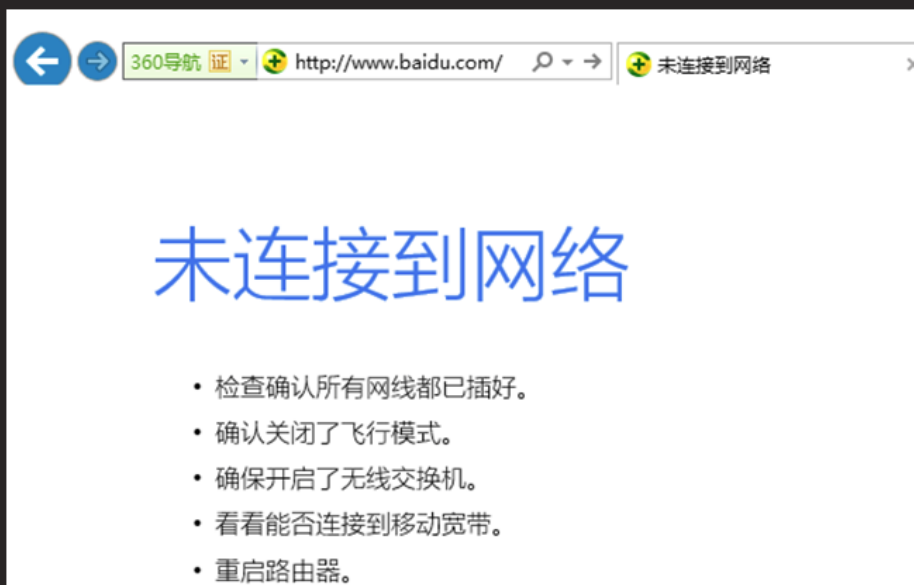 360导航 证 http://www.baidu.com/ 未连接到网络
未连接到网络
• 检查确认所有网线都已插好。
• 确认关闭了飞行模式。
• 确保开启了无线交换机。
• 看看能否连接到移动宽带。
• 重启路由器。